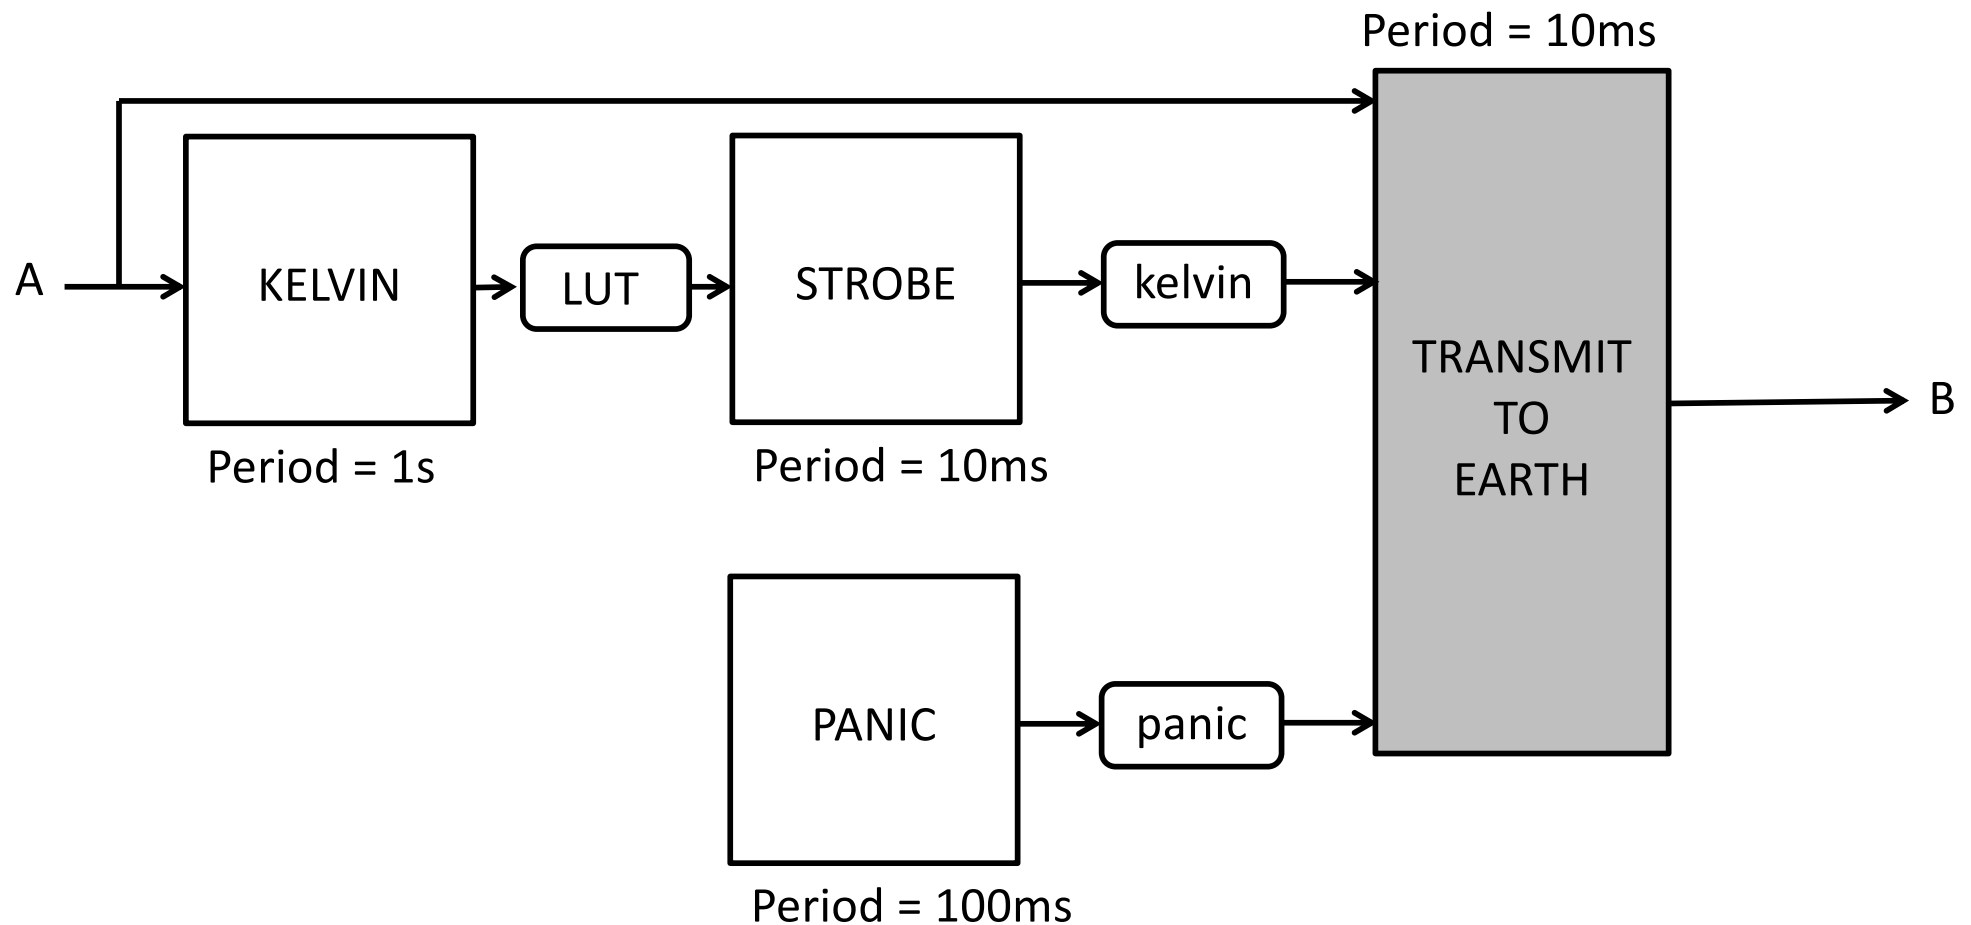 Period = 10ms
A
KELVIN
LUT
STROBE
kelvin
TRANSMIT
TO
EARTH
B
Period = 1s
Period = 10ms
PANIC
panic
Period = 100ms